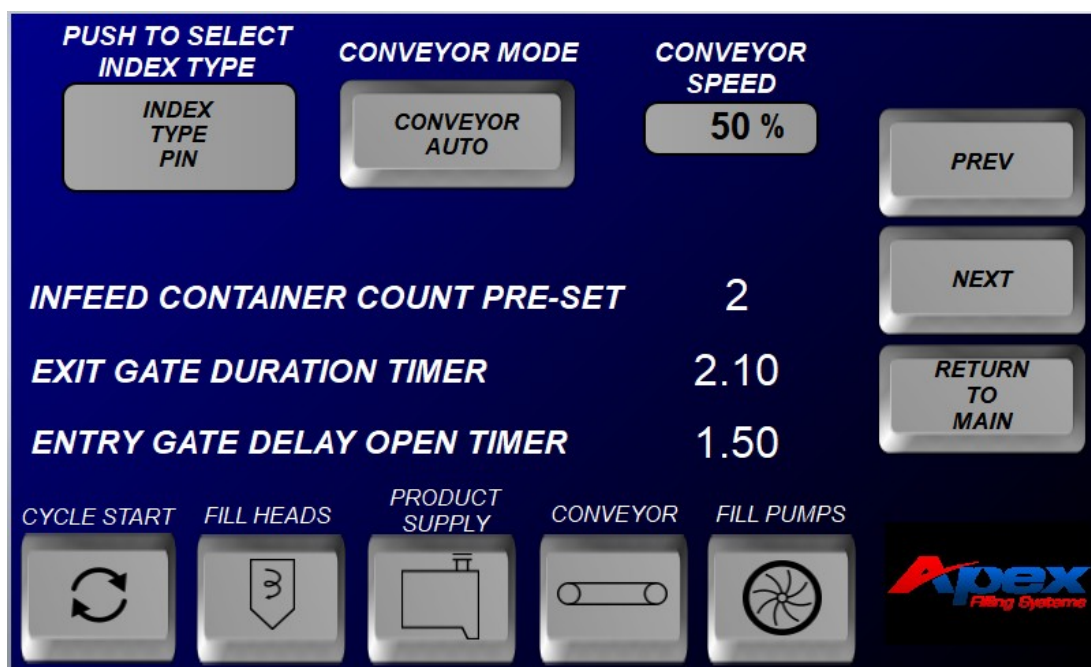 PUSH TO SELECT
INDEX TYPE
INDEX
TYPE
PIN
CONVEYOR MODE
CONVEYOR
AUTO
CONVEYOR
SPEED
50 %
PREV
NEXT
RETURN
TO
MAIN
INFEED CONTAINER COUNT PRE-SET 2
EXIT GATE DURATION TIMER 2.10
ENTRY GATE DELAY OPEN TIMER 1.50
CYCLE START
FILL HEADS
PRODUCT
SUPPLY
CONVEYOR
FILL PUMPS
Apex
Filling Systems